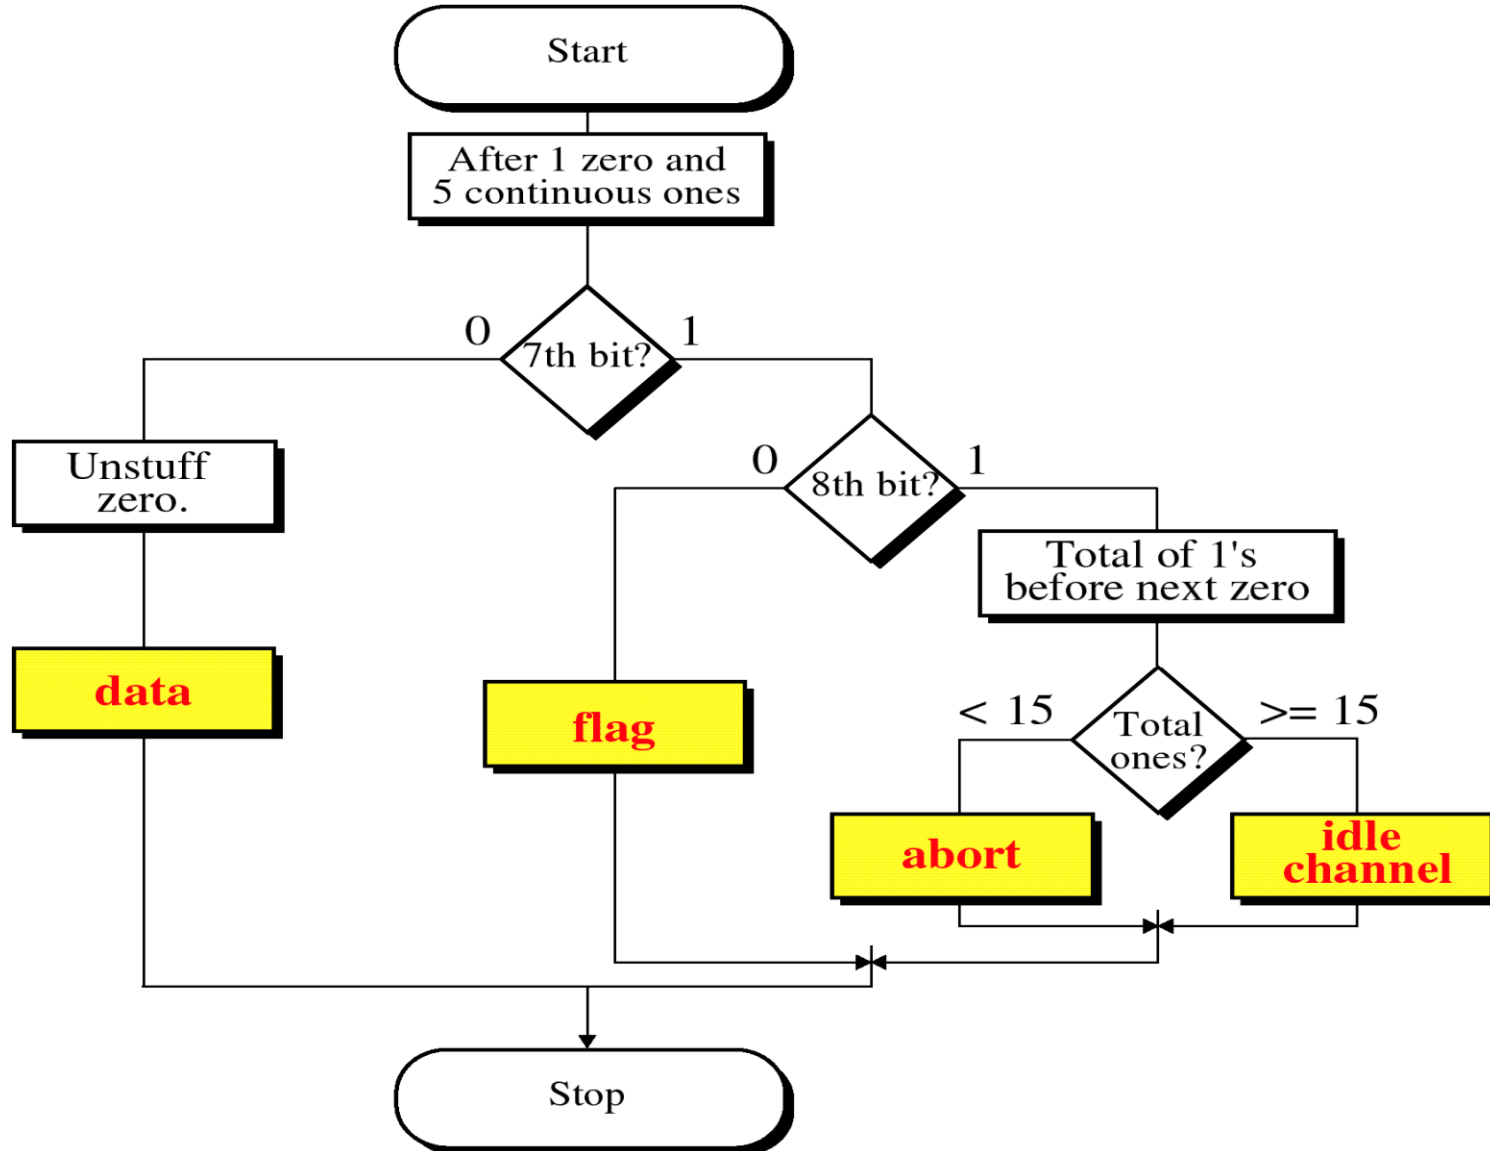 Start
After 1 zero and
5 continuous ones
0
1
7th bit?
0
1
Unstuff
zero.
8th bit?
Total of 1's
before next zero
data
flag
< 15
>= 15
Total
ones?
abort
idle
channel
Stop